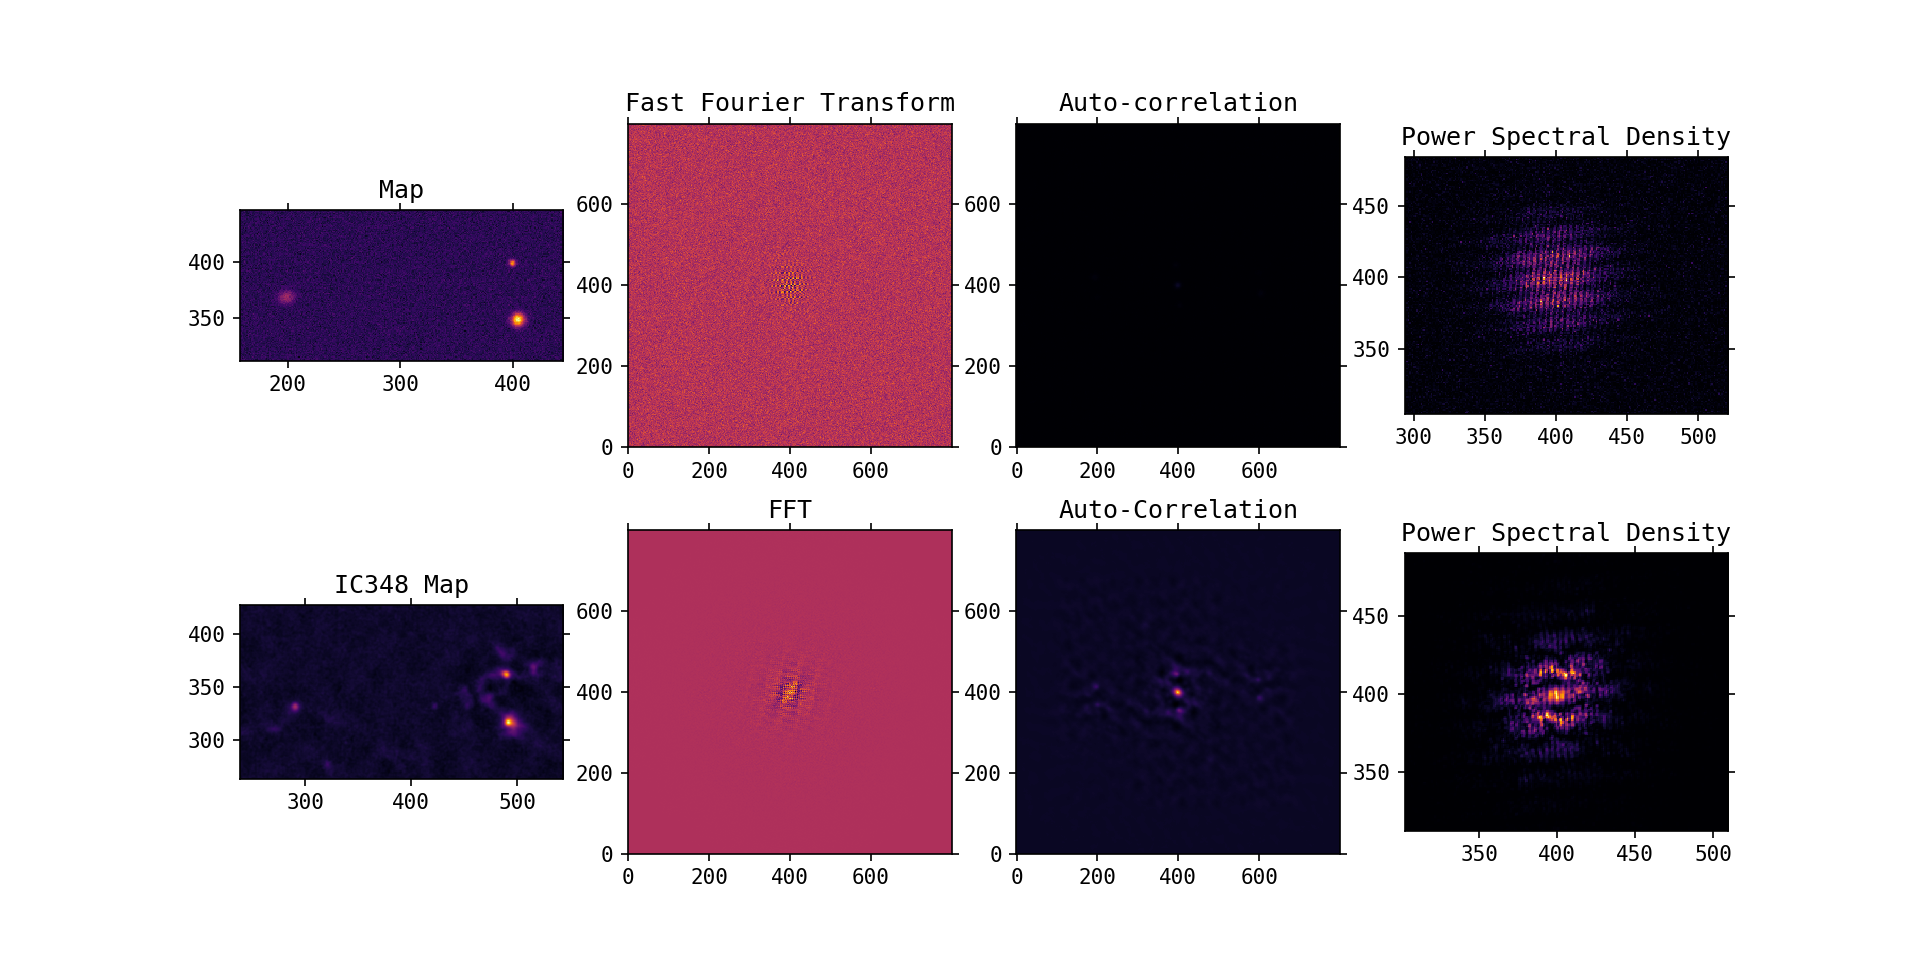 Fast Fourier Transform
Auto-correlation
Power Spectral Density
Map
400
350
200 300 400
600
400
200
0
0 200 400 600
600
400
200
0
0 200 400 600
450
400
350
300 350 400 450 500
FFT
Auto-Correlation
Power Spectral Density
IC348 Map
400
350
300
300 400 500
600
400
200
0
0 200 400 600
600
400
200
0
0 200 400 600
450
400
350
350 400 450 500